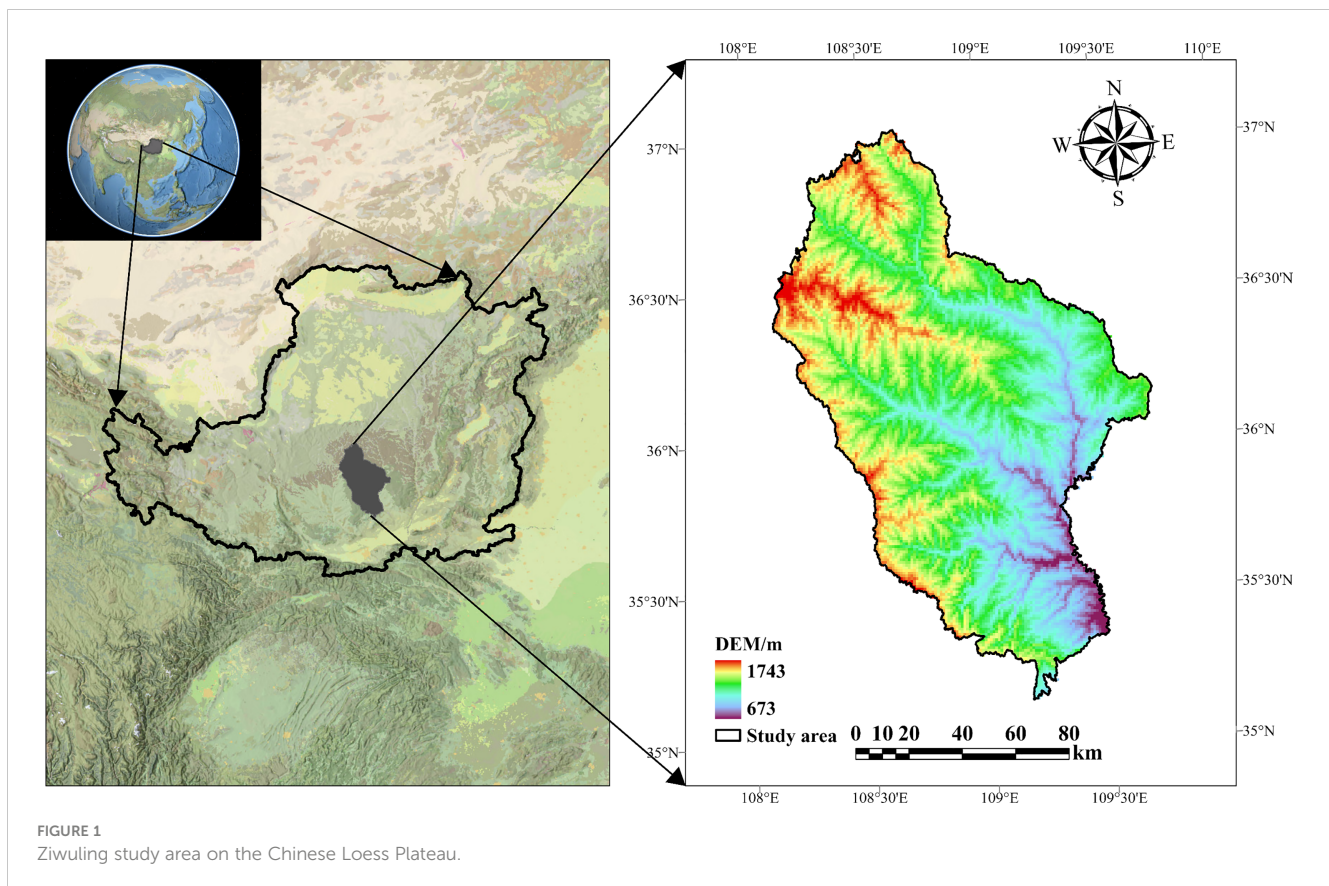 108°E 108°30'E 109°E 109°30'E 110°E
37°N
36°30'N
36°N
35°30'N
35°N
N
W E
S
37°N
36°30'N
36°N
35°30'N
35°N
DEM/m
1743
673
Study area
0 10 20 40 60 80
km
108°E 108°30'E 109°E 109°30'E
FIGURE 1
Ziwuling study area on the Chinese Loess Plateau.